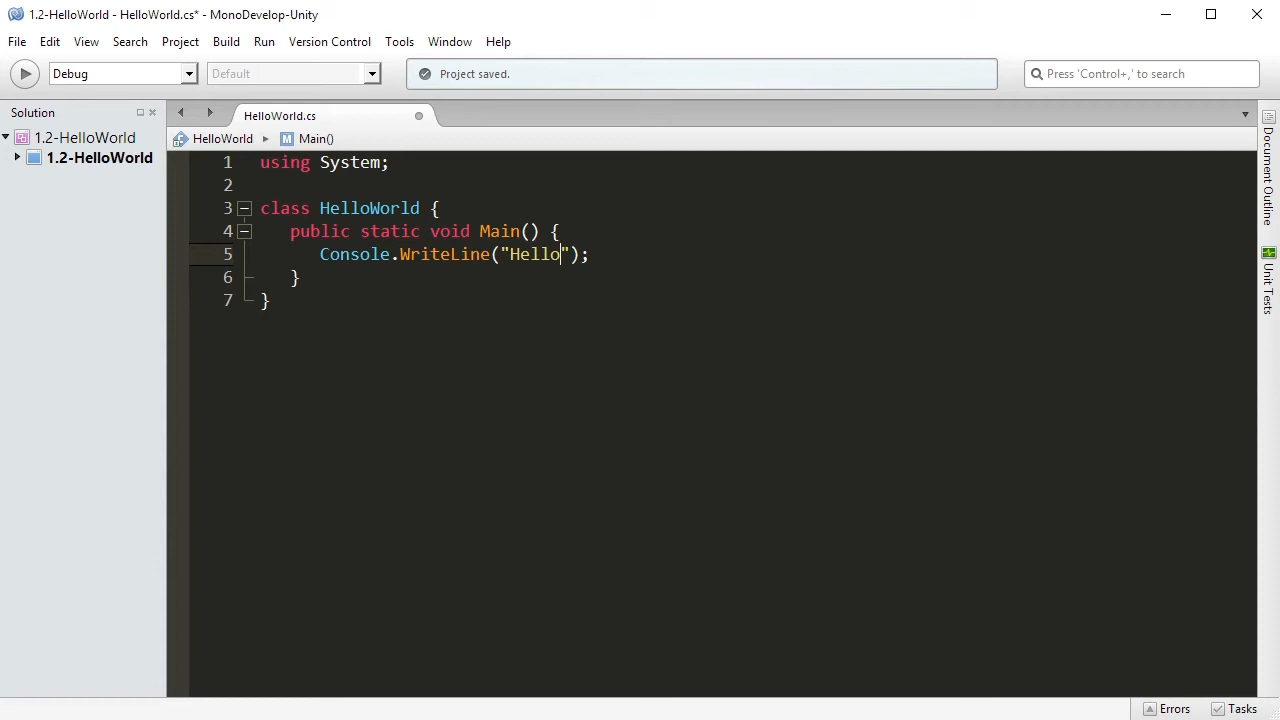 1.2-HelloWorld - HelloWorld.cs* - MonoDevelop-Unity
File Edit View Search Project Build Run Version Control Tools Window Help
Debug Default Project saved. Press 'Control+,' to search
Solution HelloWorld.cs
1.2-HelloWorld HelloWorld Main()
1.2-HelloWorld
1 using System;
2
3 class HelloWorld {
4 public static void Main() {
5 Console.WriteLine("Hello");
6 }
7 }
Document Outline
Unit Tests
Errors Tasks